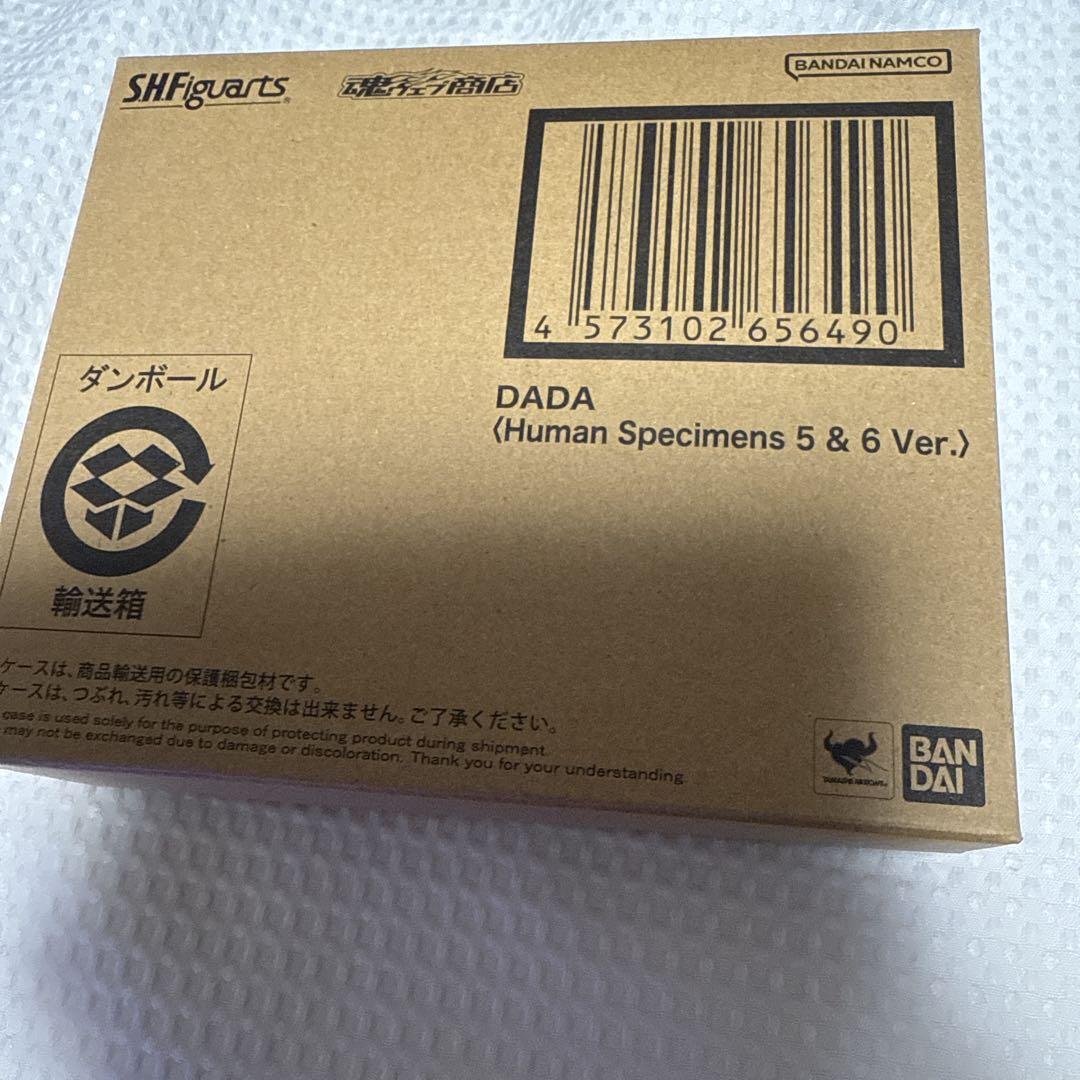 S.H.Figuarts
魂ウェブ商店
BANDAI NAMCO
4 573102 656490
DADA
〈Human Specimens 5 & 6 Ver.〉
ダンボール
輸送箱
ケースは、商品輸送用の保護梱包材です。
ケースは、つぶれ、汚れ等による交換は出来ません。ご了承ください。
case is used solely for the purpose of protecting product during shipment.
may not be exchanged due to damage or discoloration. Thank you for your understanding.
TAMASHII NATIONS
BAN
DAI